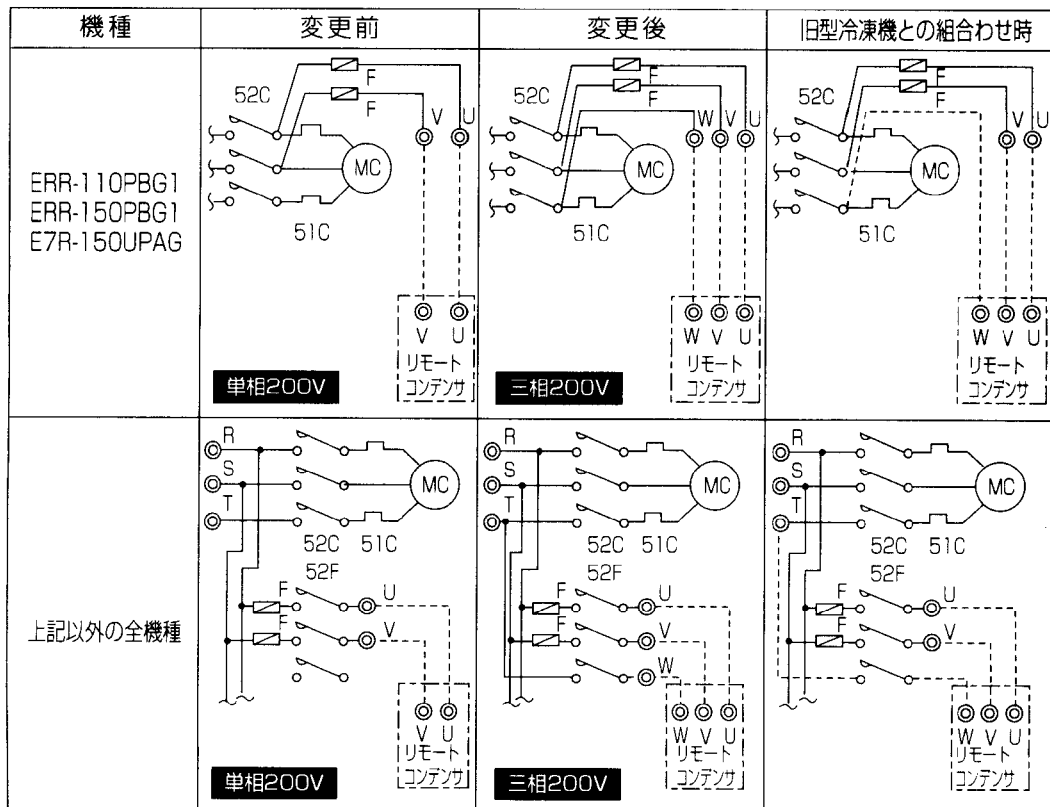 機種
変更前
変更後
旧型冷凍機との組合わせ時
ERR-110PBG1
ERR-150PBG1
E7R-150UPAG
52C
F
F
V U
MC
51C
V U
リモート
コンデンサ
単相200V
52C
F
F
W V U
MC
51C
W V U
リモート
コンデンサ
三相200V
52C
F
F
V U
MC
51C
W V U
リモート
コンデンサ
上記以外の全機種
R
S
T
MC
52C 51C
52F
F
U
F
V
V U
リモート
コンデンサ
単相200V
R
S
T
MC
52C 51C
52F
F
U
F
V
W
W V U
リモート
コンデンサ
三相200V
R
S
T
MC
52C 51C
52F
F
U
F
V
W V U
リモート
コンデンサ